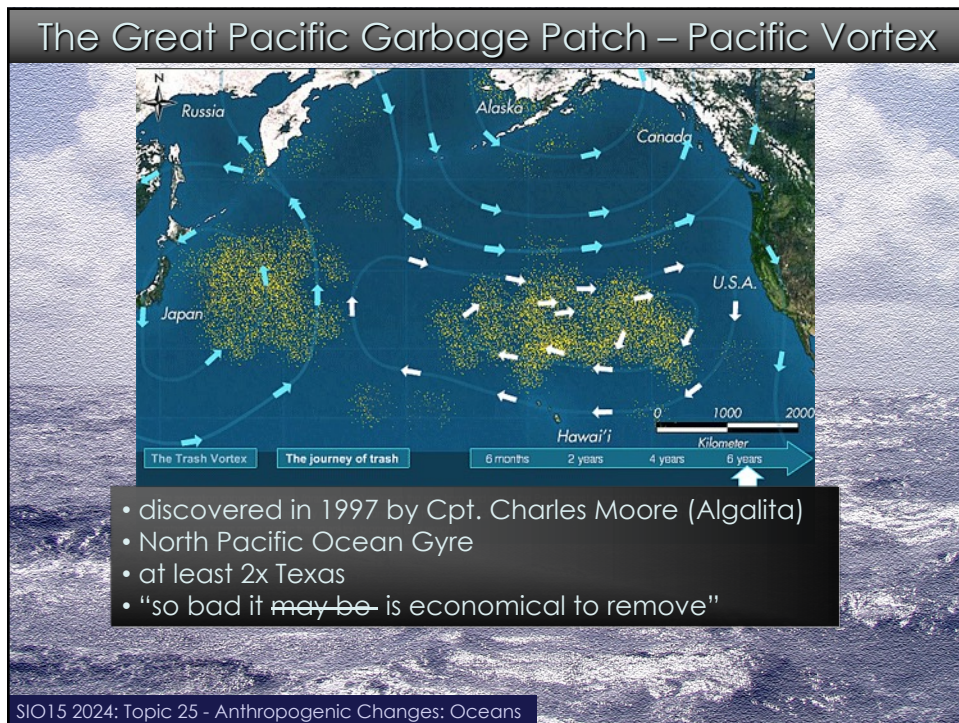 The Great Pacific Garbage Patch – Pacific Vortex
N
Russia
Alaska
Canada
Japan
U.S.A.
Hawai'i
0 1000 2000
Kilometer
The Trash Vortex
The journey of trash
6 months 2 years 4 years 6 years
• discovered in 1997 by Cpt. Charles Moore (Algalita)
• North Pacific Ocean Gyre
• at least 2x Texas
• “so bad it may be is economical to remove”
SIO15 2024: Topic 25 - Anthropogenic Changes: Oceans